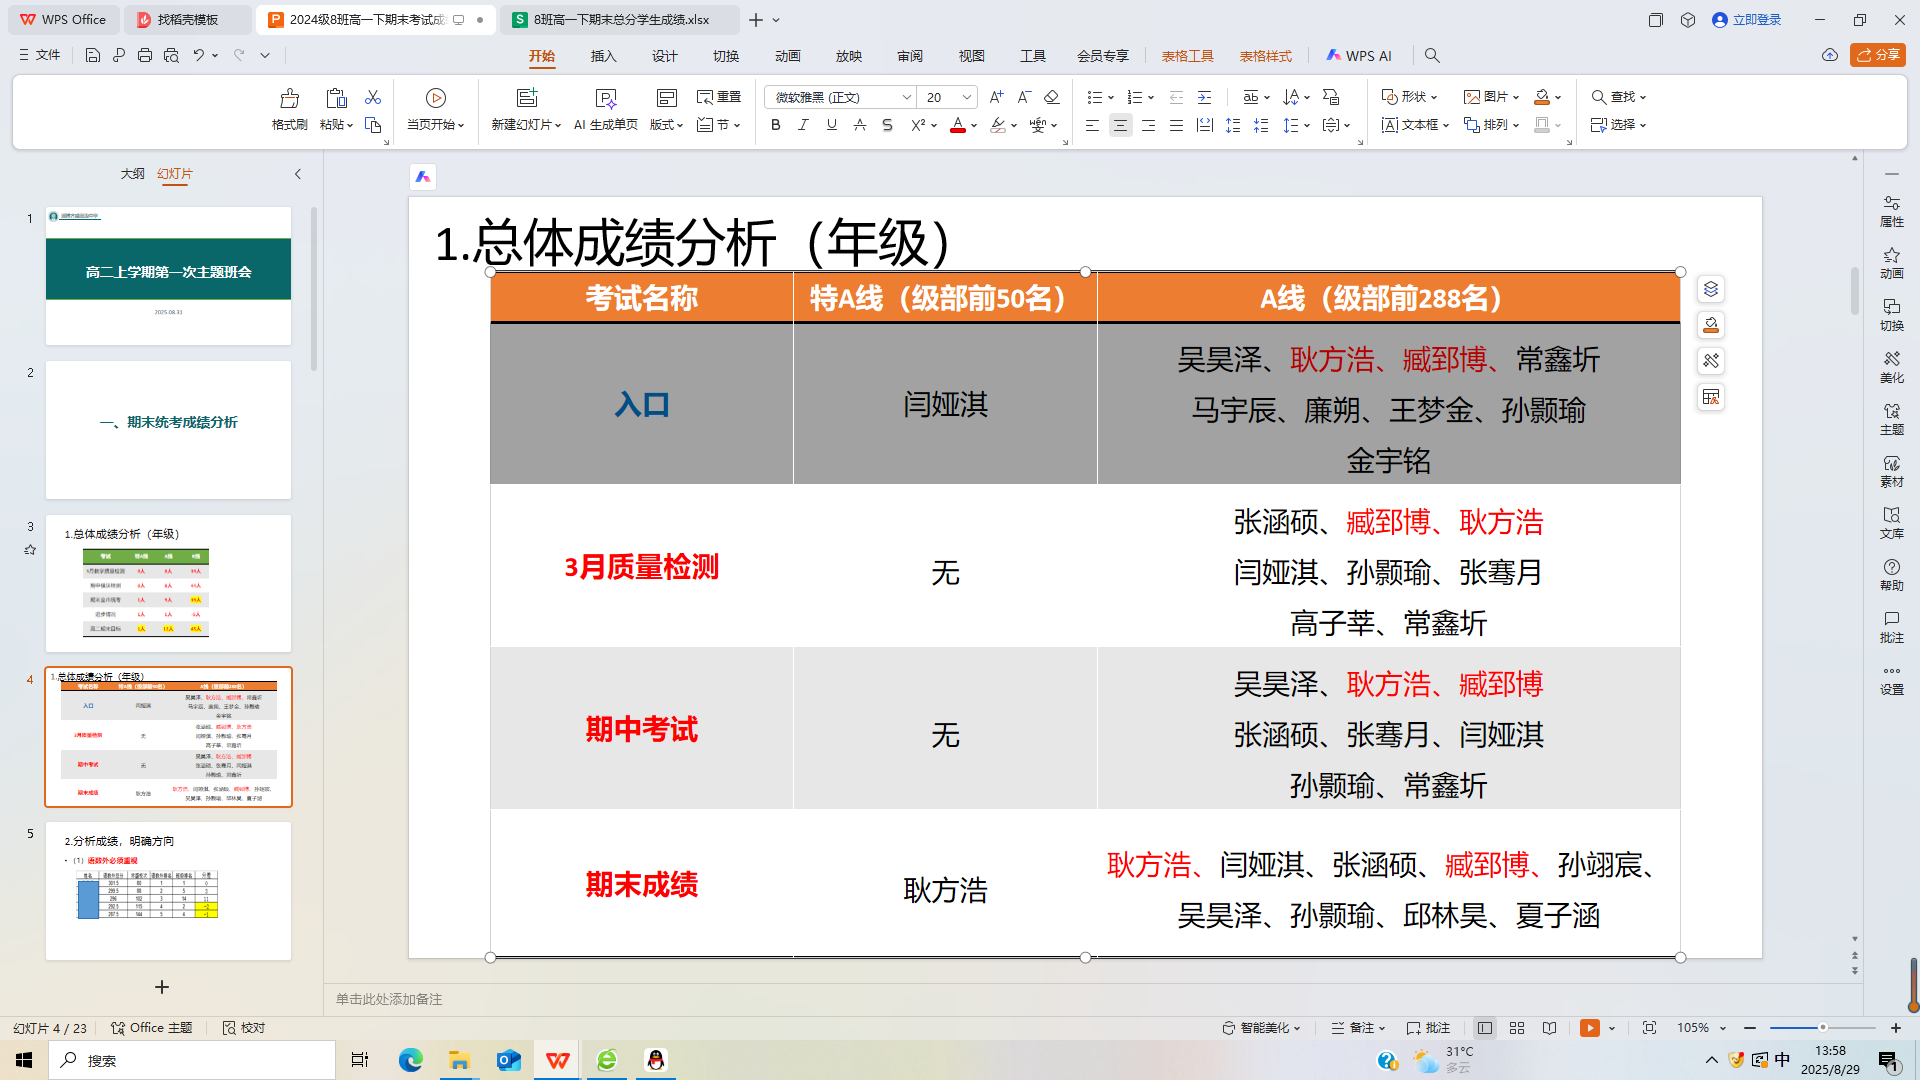 WPS Office
找稻壳模板
2024级8班高一下期末考试成
8班高一下期末总分学生成绩.xlsx
立即登录
文件
开始
插入
设计
切换
动画
放映
审阅
视图
工具
会员专享
表格工具
表格样式
WPS AI
分享
格式刷
粘贴
当页开始
新建幻灯片
AI 生成单页
版式
重置
节
微软雅黑 (正文)
20
形状
图片
查找
文本框
排列
选择
大纲
幻灯片
1
高二上学期第一次主题班会
2025.08.31
2
一、期末统考成绩分析
3
1.总体成绩分析（年级）
4
1.总体成绩分析（年级）
5
2.分析成绩，明确方向
（1）语数外必须重视
1.总体成绩分析（年级）
考试名称
特A线（级部前50名）
A线（级部前288名）
入口
闫娅淇
吴昊泽、耿方浩、臧郅博、常鑫圻
马宇辰、廉朔、王梦金、孙颢瑜
金宇铭
3月质量检测
无
张涵硕、臧郅博、耿方浩
闫娅淇、孙颢瑜、张骞月
高子莘、常鑫圻
期中考试
无
吴昊泽、耿方浩、臧郅博
张涵硕、张骞月、闫娅淇
孙颢瑜、常鑫圻
期末成绩
耿方浩
耿方浩、闫娅淇、张涵硕、臧郅博、孙翊宸、
吴昊泽、孙颢瑜、邱林昊、夏子涵
属性
动画
切换
美化
主题
素材
文库
帮助
批注
设置
单击此处添加备注
幻灯片 4 / 23
Office 主题
校对
智能美化
备注
批注
105%
搜索
31°C
多云
中
13:58
2025/8/29
1